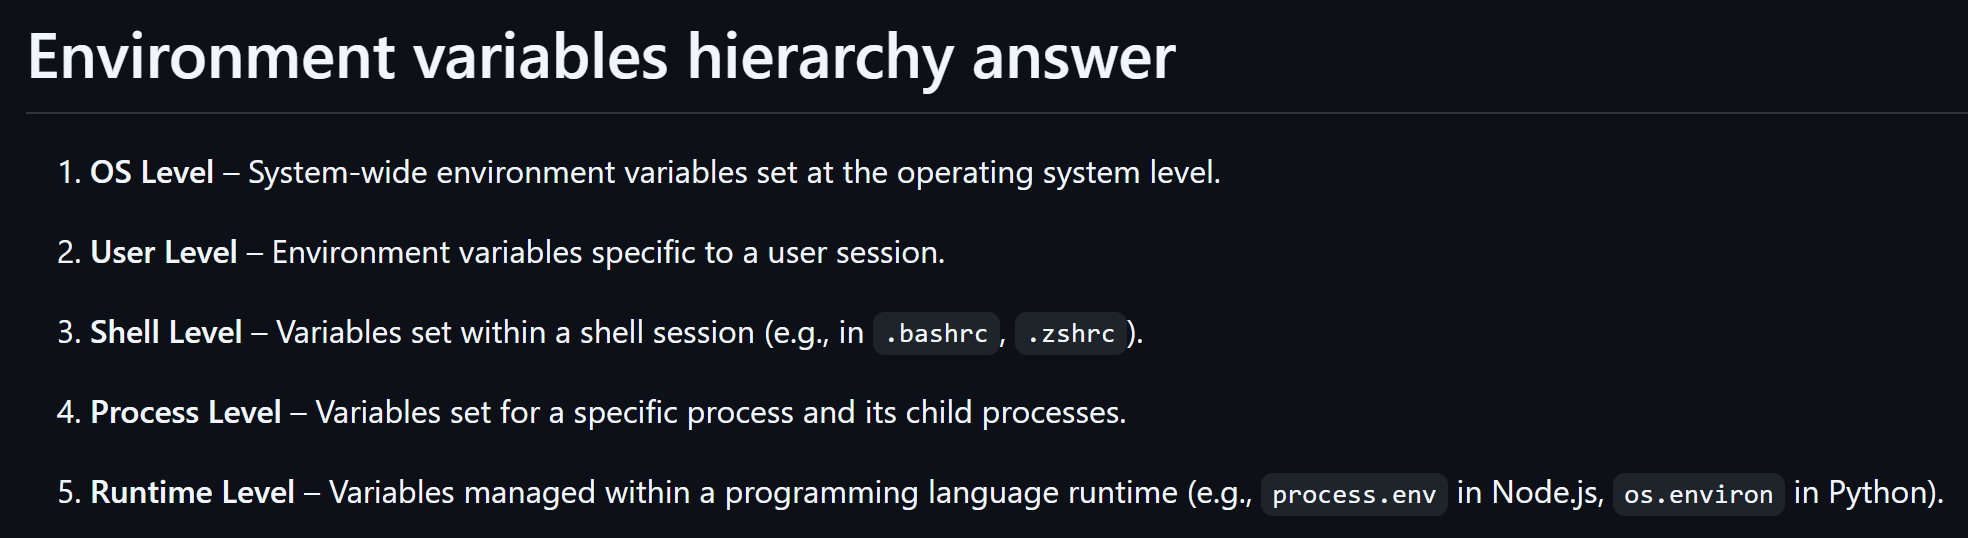 Environment variables hierarchy answer
1. OS Level – System-wide environment variables set at the operating system level.
2. User Level – Environment variables specific to a user session.
3. Shell Level – Variables set within a shell session (e.g., in .bashrc, .zshrc).
4. Process Level – Variables set for a specific process and its child processes.
5. Runtime Level – Variables managed within a programming language runtime (e.g., process.env in Node.js, os.environ in Python).